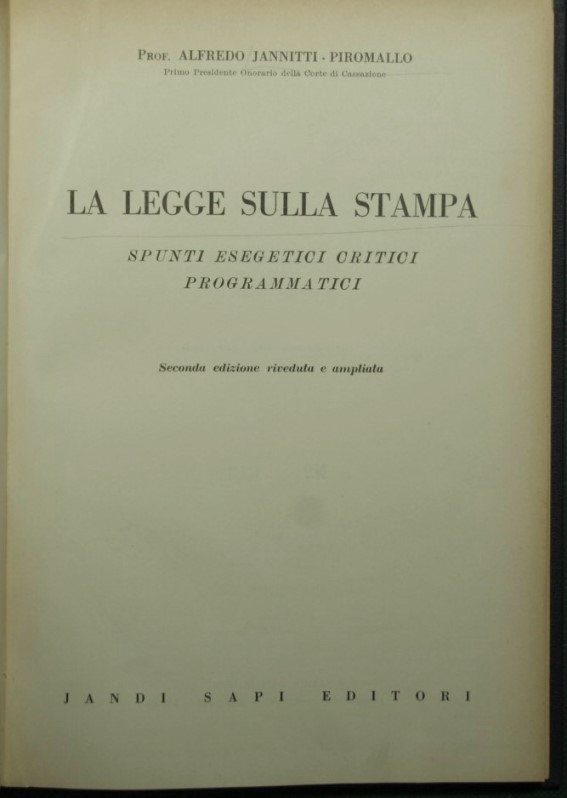 PROF. ALFREDO JANNITTI - PIROMALLO
Primo Presidente Onorario della Corte di Cassazione
LA LEGGE SULLA STAMPA
SPUNTI ESEGETICI CRITICI
PROGRAMMATICI
Seconda edizione riveduta e ampliata
JANDI SAPI EDITORI